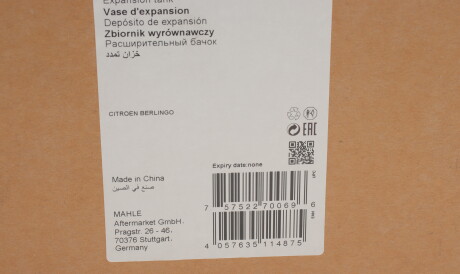 Expansion tank
Vase d'expansion
Depósito de expansión
Zbiornik wyrównawczy
Расширительный бачок
خزان تمدد
CITROEN BERLINGO
EAC
Expiry date:none
Made in China
صنع في الصين
UPC
7 57522 70069 6
MAHLE
Aftermarket GmbH.
Pragstr. 26 - 46.
70376 Stuttgart.
Germany
EAN
4 057635 114875